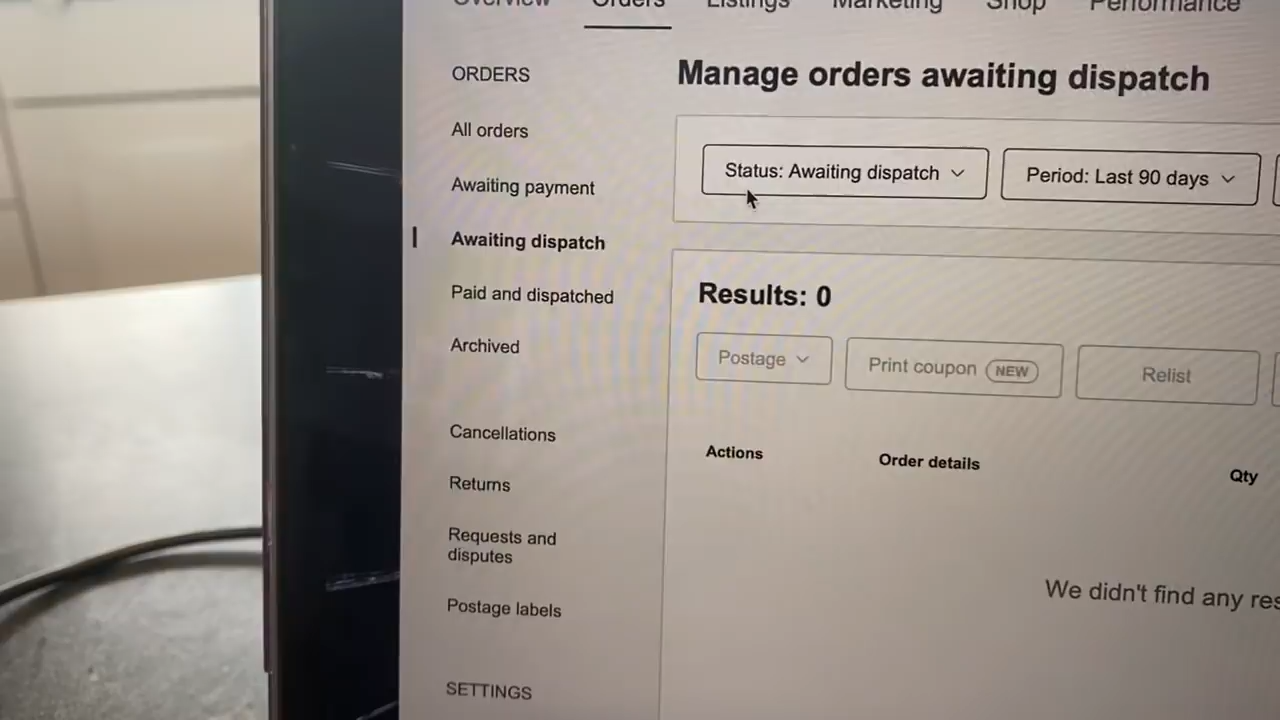 Overview Orders Listings Marketing Shop Performance
ORDERS
All orders
Awaiting payment
Awaiting dispatch
Paid and dispatched
Archived
Cancellations
Returns
Requests and
disputes
Postage labels
SETTINGS
Manage orders awaiting dispatch
Status: Awaiting dispatch
Period: Last 90 days
Results: 0
Postage
Print coupon NEW
Relist
Actions
Order details
Qty
We didn't find any